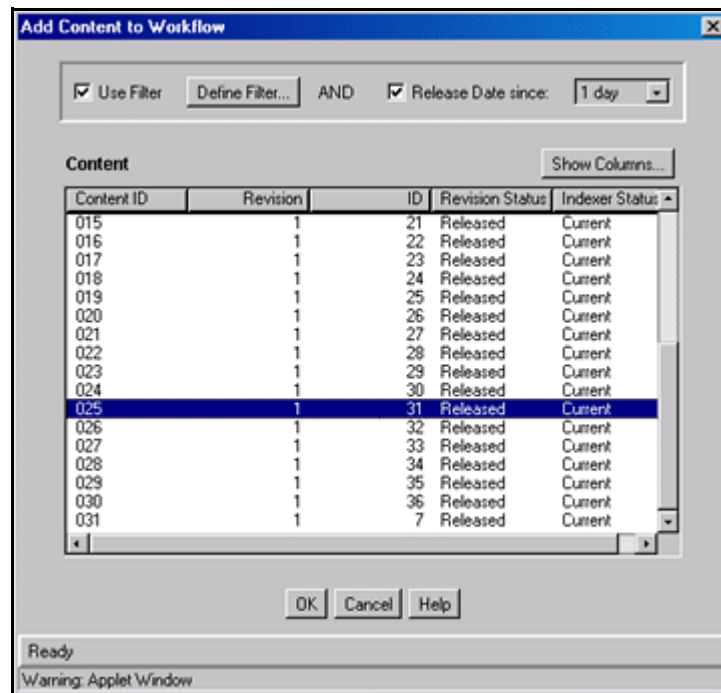 Add Content to Workflow
Use Filter Define Filter... AND Release Date since: 1 day
Content Show Columns...
Content ID Revision ID Revision Status Indexer Status
015 1 21 Released Current
016 1 22 Released Current
017 1 23 Released Current
018 1 24 Released Current
019 1 25 Released Current
020 1 26 Released Current
021 1 27 Released Current
022 1 28 Released Current
023 1 29 Released Current
024 1 30 Released Current
025 1 31 Released Current
026 1 32 Released Current
027 1 33 Released Current
028 1 34 Released Current
029 1 35 Released Current
030 1 36 Released Current
031 1 7 Released Current
OK Cancel Help
Ready
Warning: Applet Window